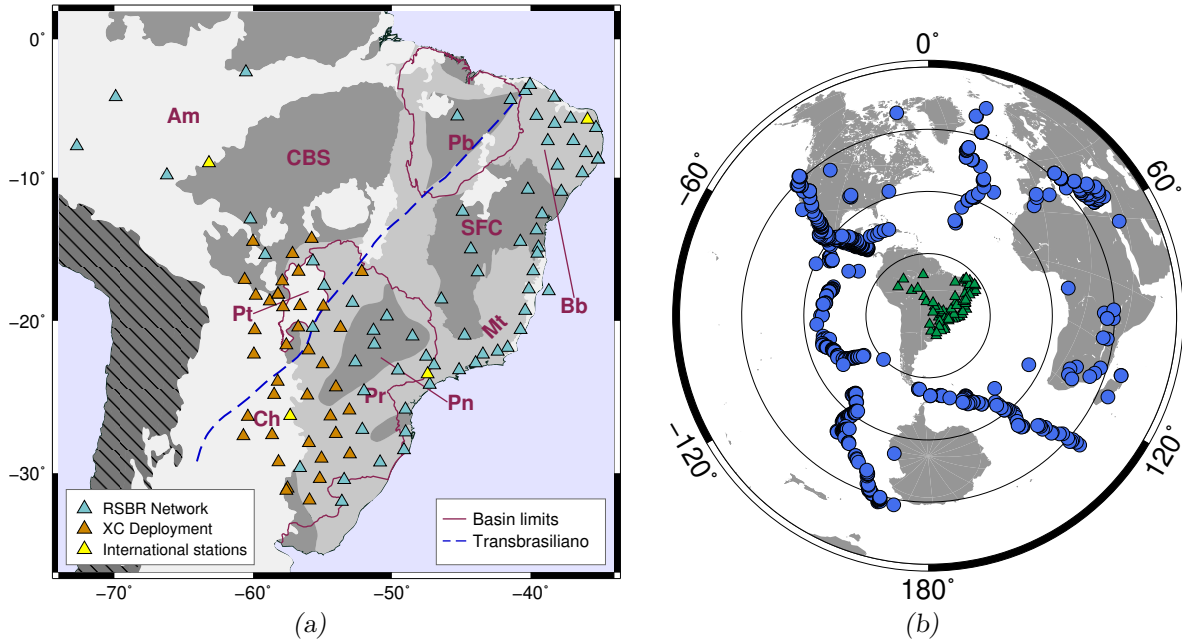 0°
−10°
−20°
−30°
−70 −60 −50 −40
Am
CBS
Pb
SFC
Bb
Pt
Mt
Pr
Pn
Ch
RSBR Network
XC Deployment
International stations
Basin limits
Transbrasiliano
(a)
0°
60°
120°
180°
−120°
−60°
(b)